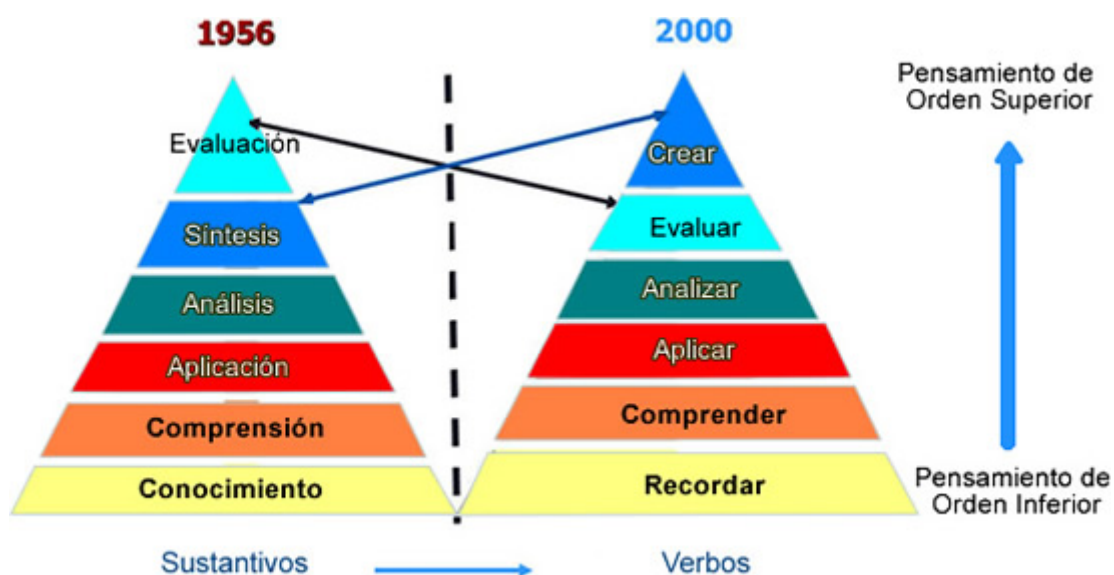 1956
2000
Evaluación
Síntesis
Análisis
Aplicación
Comprensión
Conocimiento
Crear
Evaluar
Analizar
Aplicar
Comprender
Recordar
Pensamiento de
Orden Superior
Pensamiento de
Orden Inferior
Sustantivos
Verbos